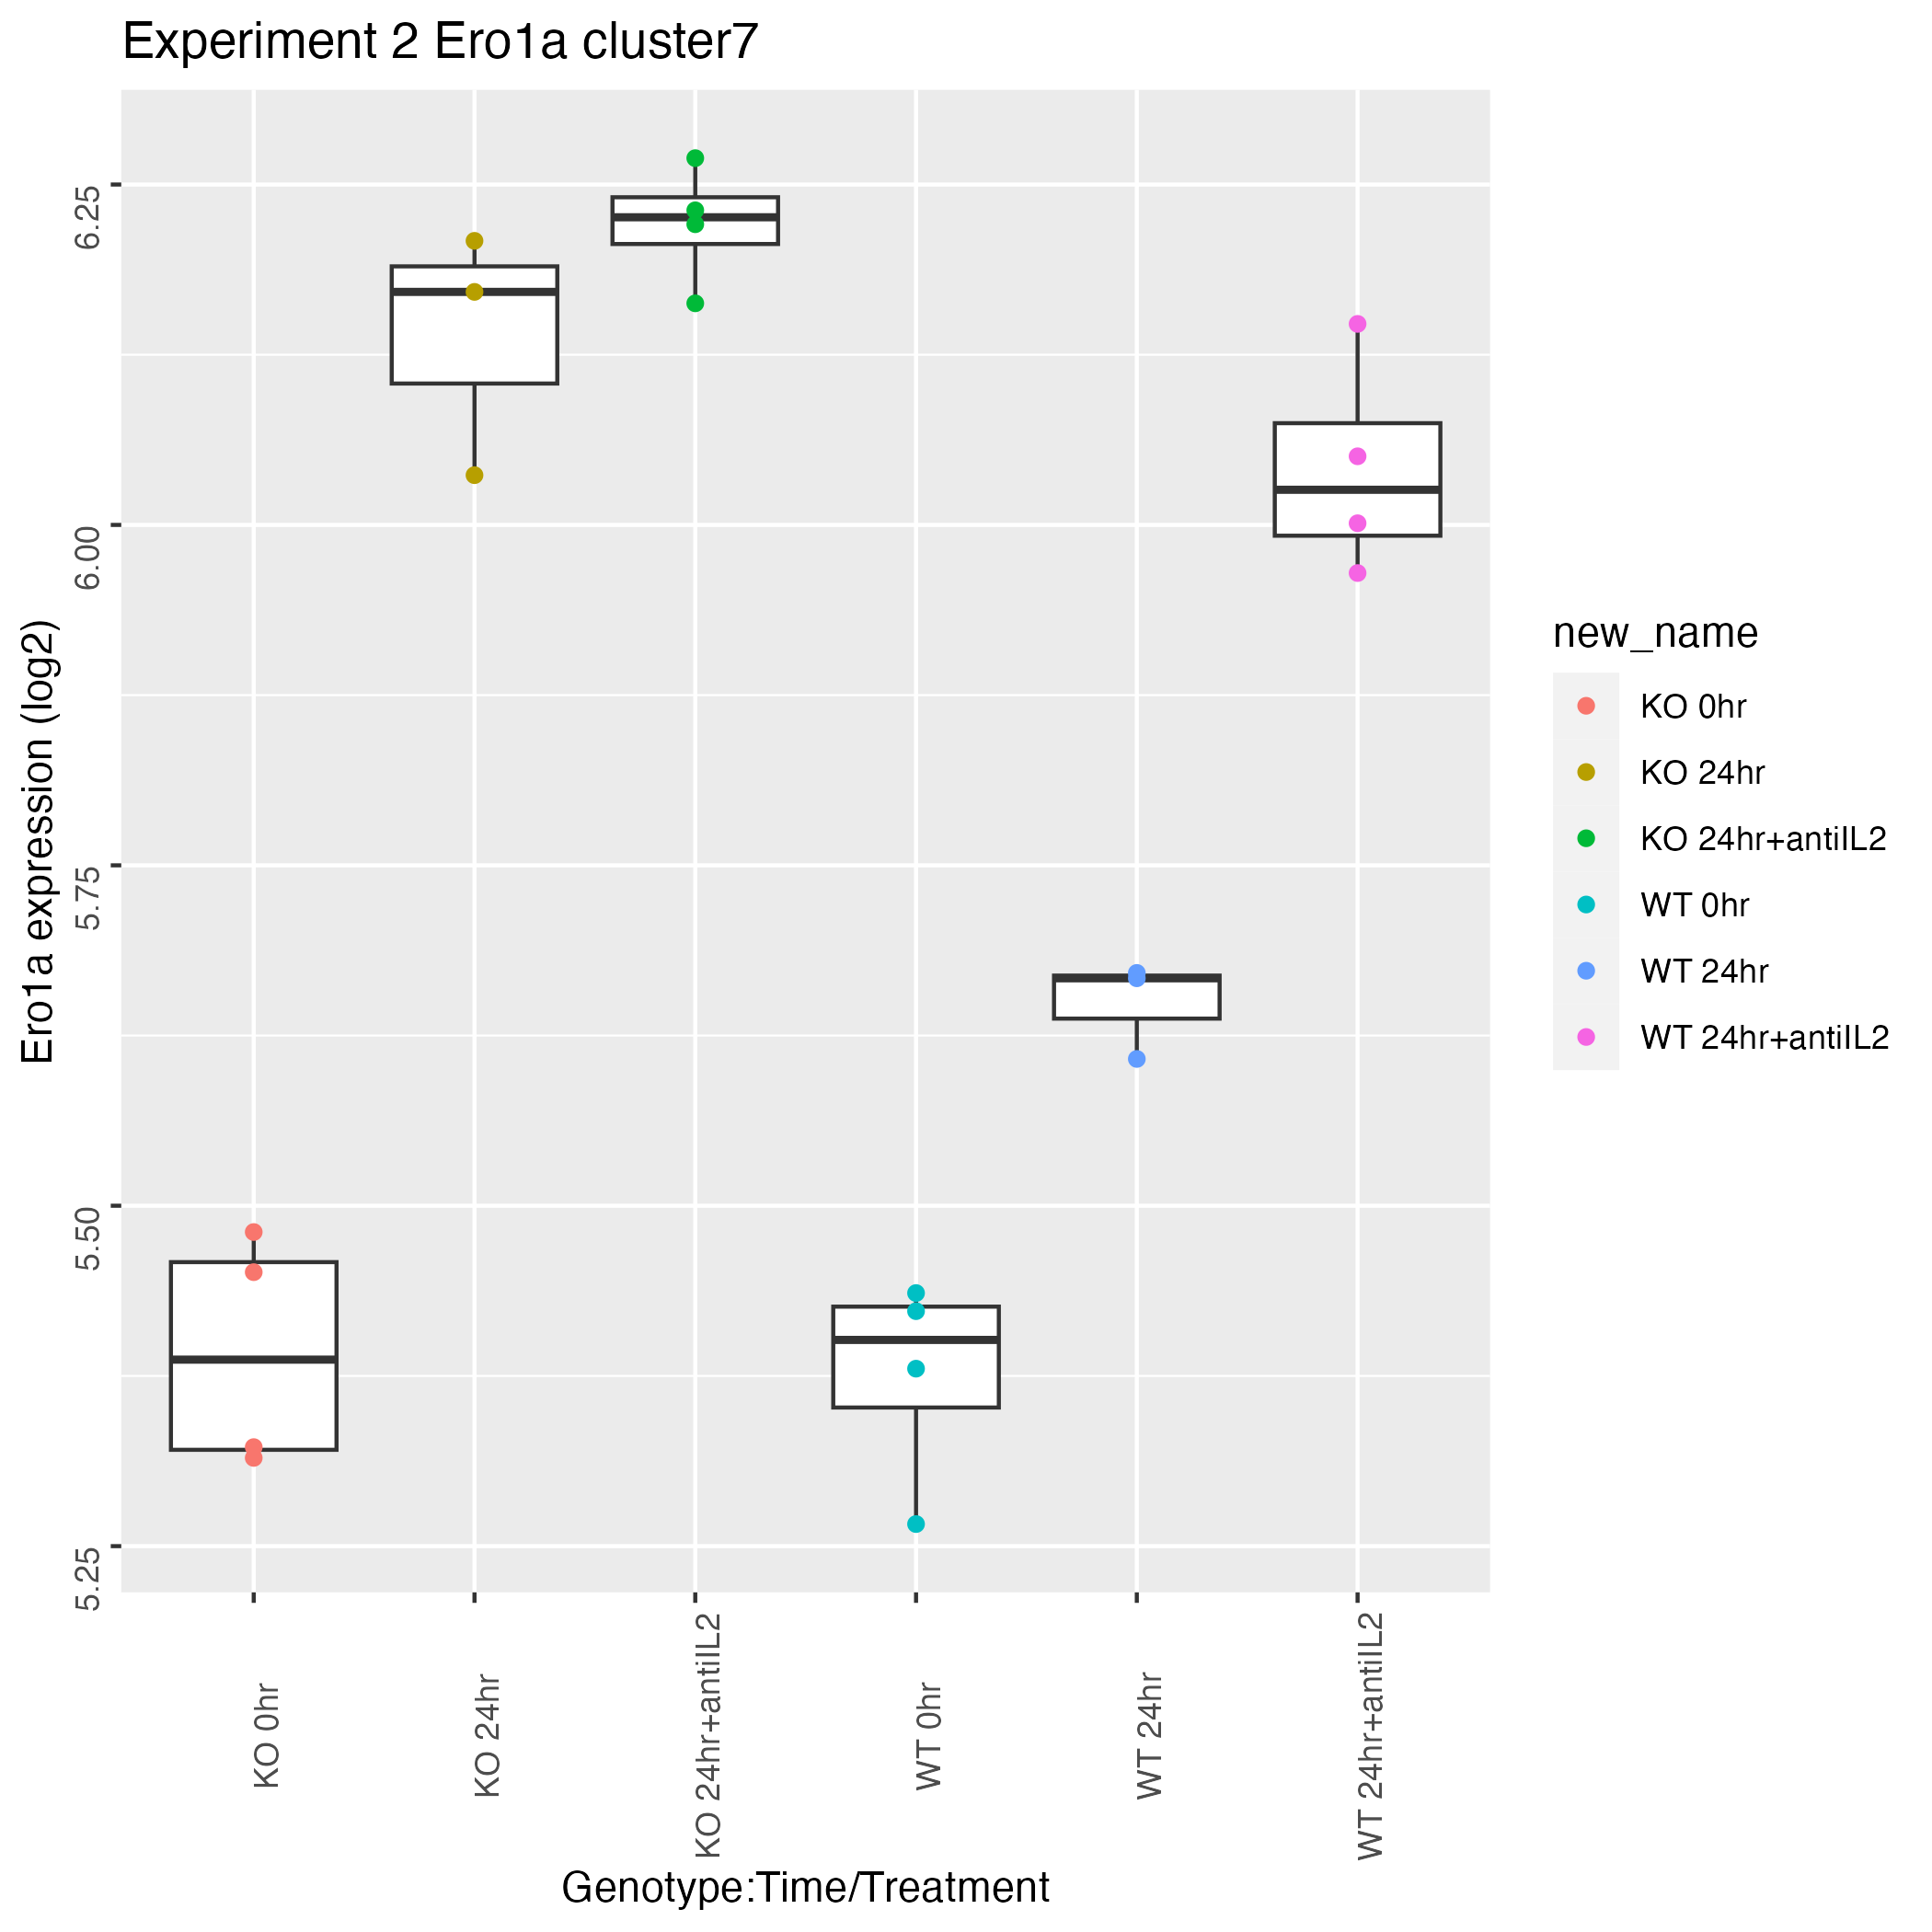 Experiment 2 Ero1a cluster7
Ero1a expression (log2)
6.25
6.00
5.75
5.50
5.25
KO 0hr
KO 24hr
KO 24hr+antiIL2
WT 0hr
WT 24hr
WT 24hr+antiIL2
Genotype:Time/Treatment
new_name
KO 0hr
KO 24hr
KO 24hr+antiIL2
WT 0hr
WT 24hr
WT 24hr+antiIL2